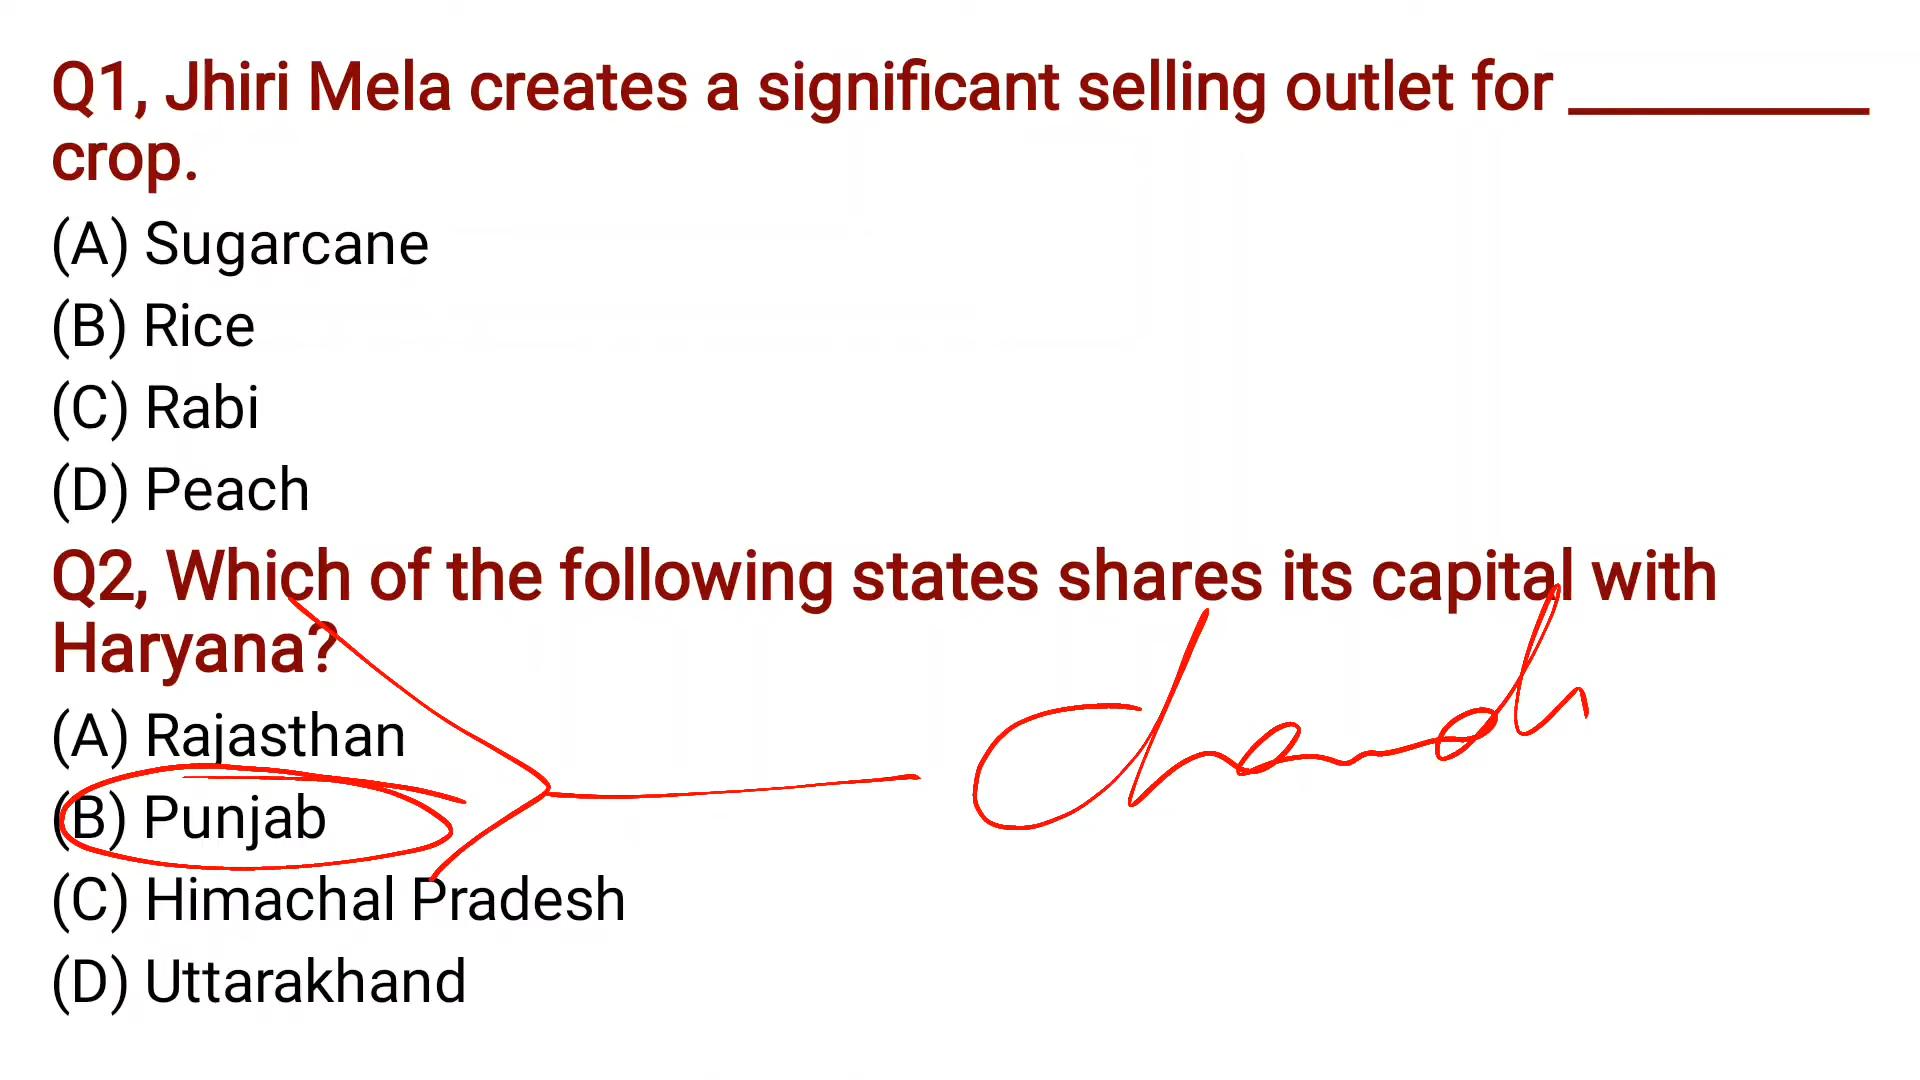 Q1, Jhiri Mela creates a significant selling outlet for _________
crop.
(A) Sugarcane
(B) Rice
(C) Rabi
(D) Peach
Q2, Which of the following states shares its capital with
Haryana?
(A) Rajasthan
(B) Punjab
(C) Himachal Pradesh
(D) Uttarakhand